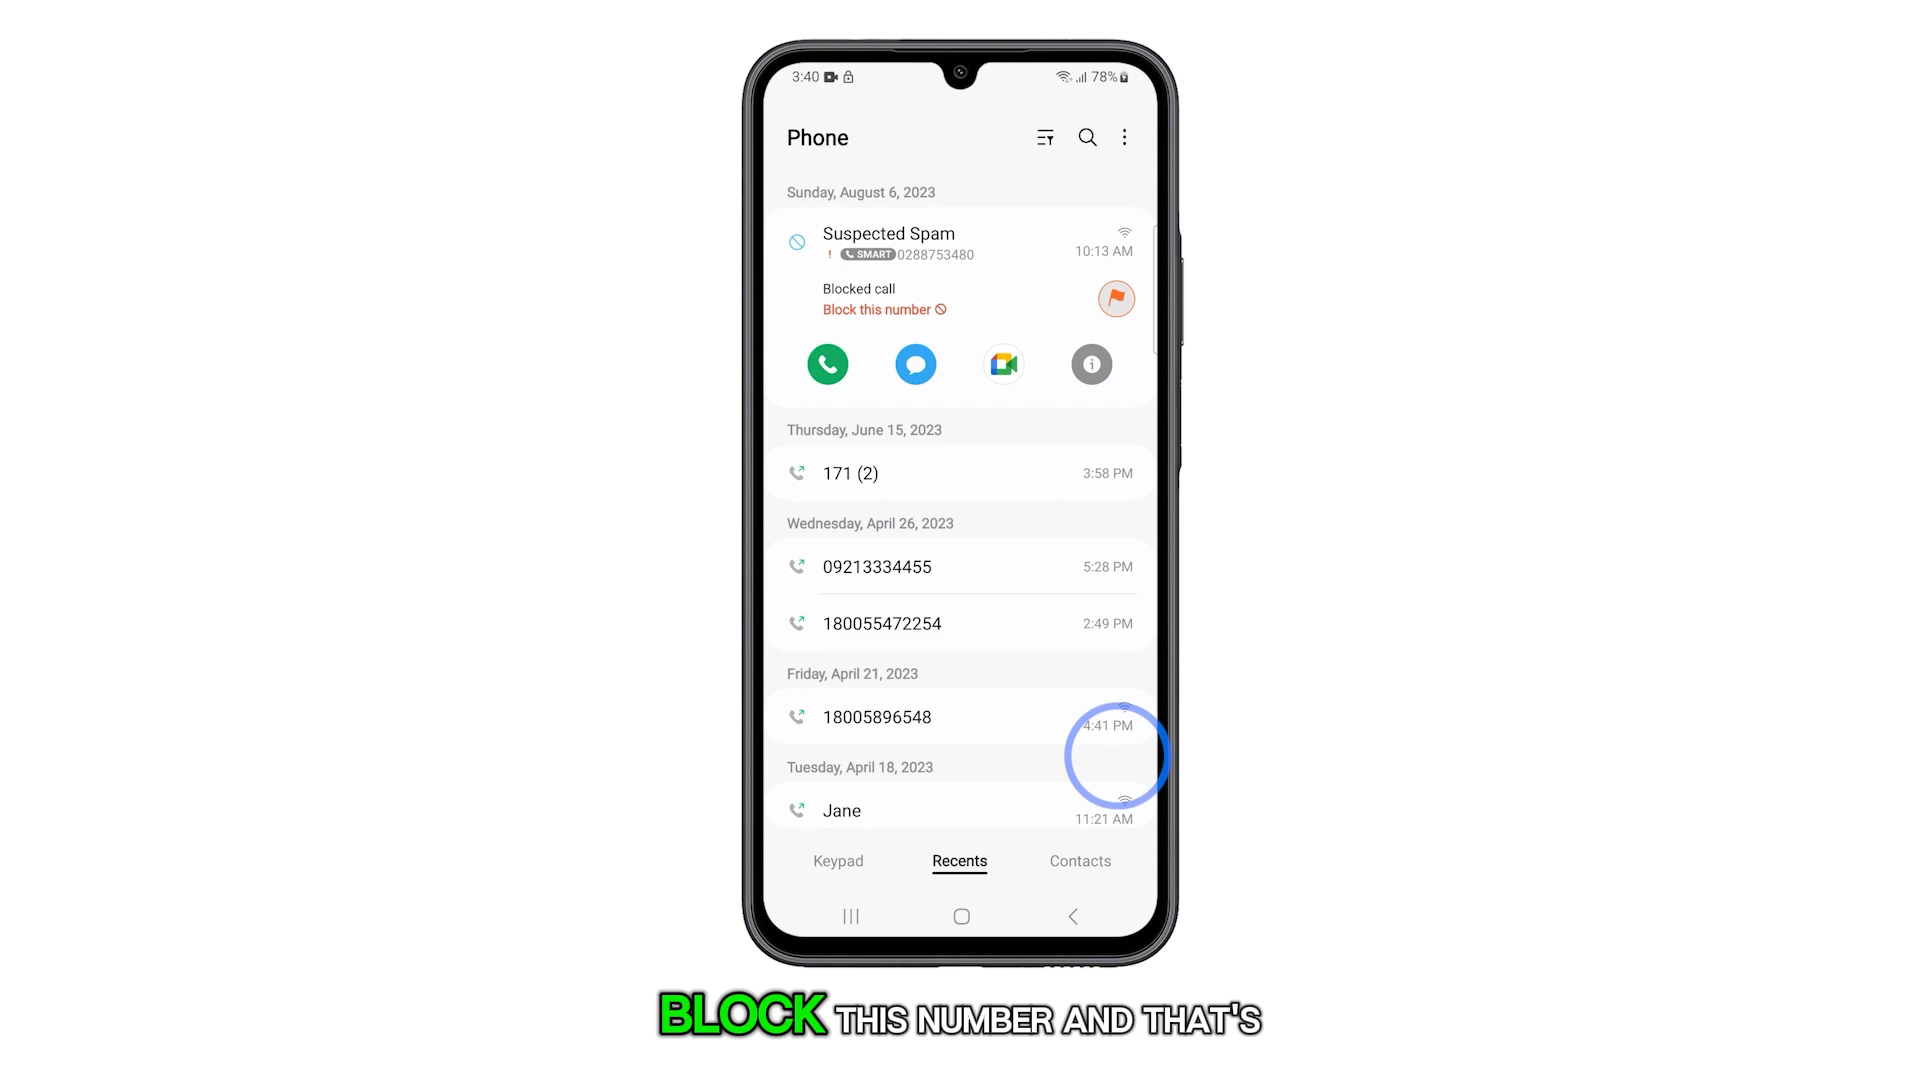 3:40 78%
Phone
Sunday, August 6, 2023
Suspected Spam
! SMART 0288753480
10:13 AM
Blocked call
Block this number
Thursday, June 15, 2023
171 (2) 3:58 PM
Wednesday, April 26, 2023
09213334455 5:28 PM
180055472254 2:49 PM
Friday, April 21, 2023
18005896548 4:41 PM
Tuesday, April 18, 2023
Jane 11:21 AM
Keypad Recents Contacts
BLOCK THIS NUMBER AND THAT'S